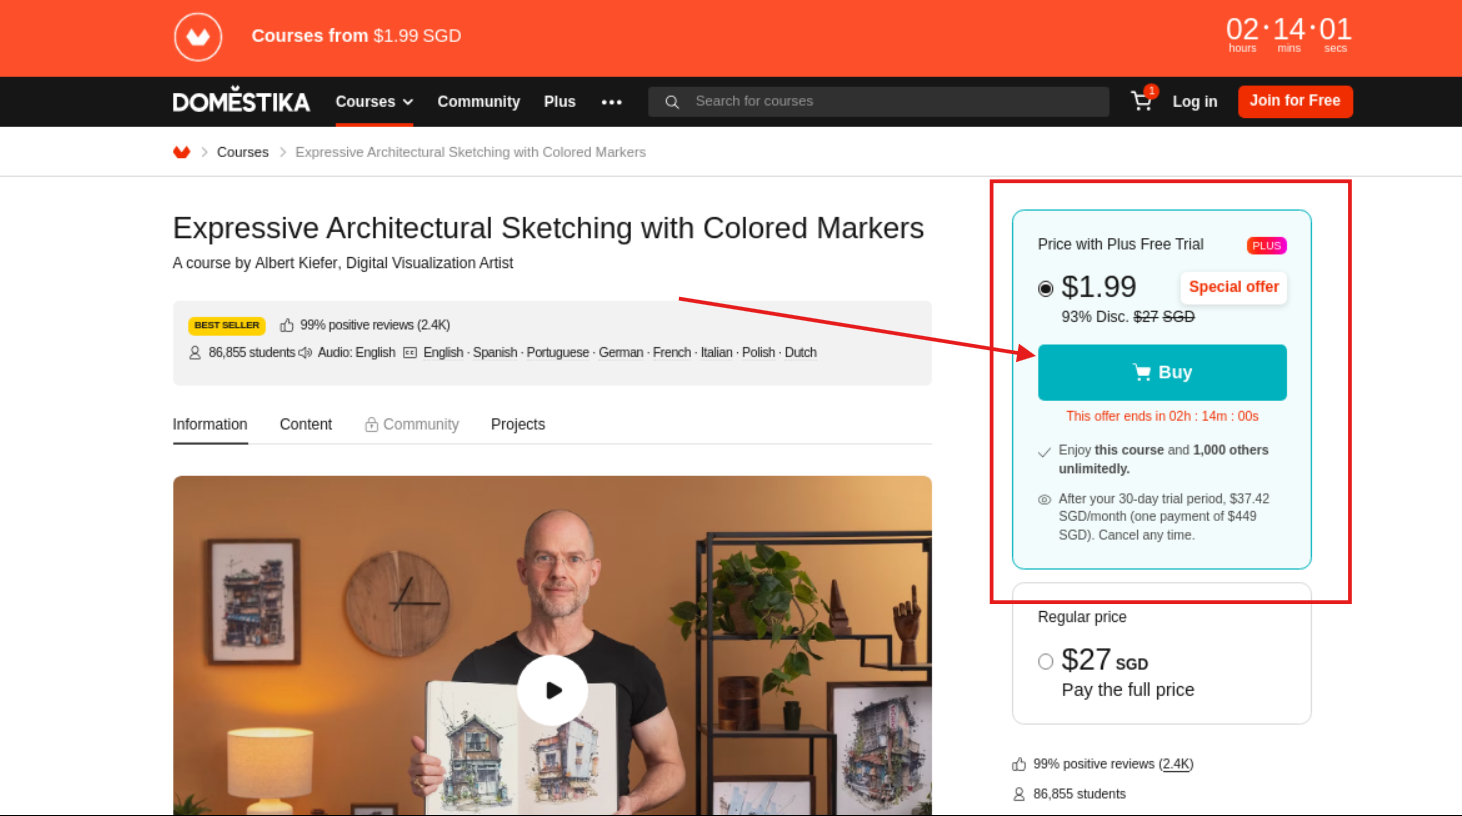 Courses from $1.99 SGD
02 · 14 · 01
hours mins secs
DOMESTIKA
Courses
Community
Plus
•••
Search for courses
1
Log in
Join for Free
Courses
Expressive Architectural Sketching with Colored Markers
Expressive Architectural Sketching with Colored Markers
A course by Albert Kiefer, Digital Visualization Artist
BEST SELLER 99% positive reviews (2.4K)
86,855 students Audio: English CC English · Spanish · Portuguese · German · French · Italian · Polish · Dutch
Information
Content
Community
Projects
Price with Plus Free Trial
PLUS
$1.99
Special offer
93% Disc. $27 SGD
Buy
This offer ends in 02h : 14m : 00s
Enjoy this course and 1,000 others
unlimitedly.
After your 30-day trial period, $37.42
SGD/month (one payment of $449
SGD). Cancel any time.
Regular price
$27 SGD
Pay the full price
99% positive reviews (2.4K)
86,855 students